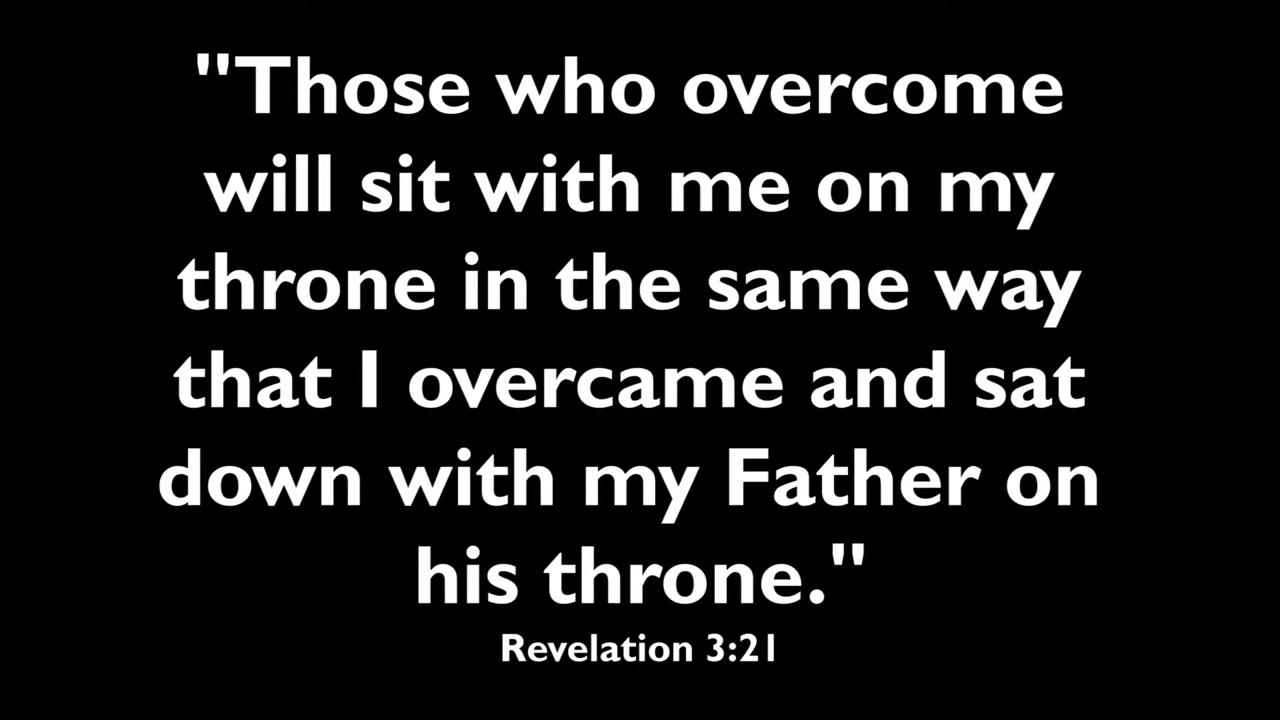 "Those who overcome
will sit with me on my
throne in the same way
that I overcame and sat
down with my Father on
his throne."
Revelation 3:21